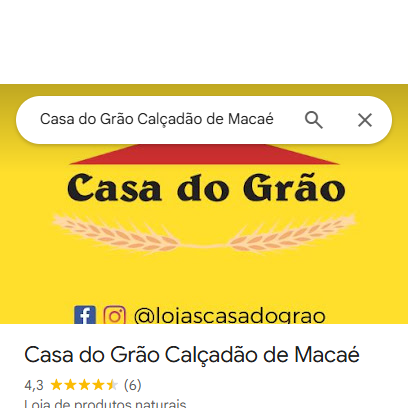 Casa do Grão Calçadão de Macaé
Casa do Grão
@lojascasadograo
Casa do Grão Calçadão de Macaé
4,3 (6)
Loja de produtos naturais